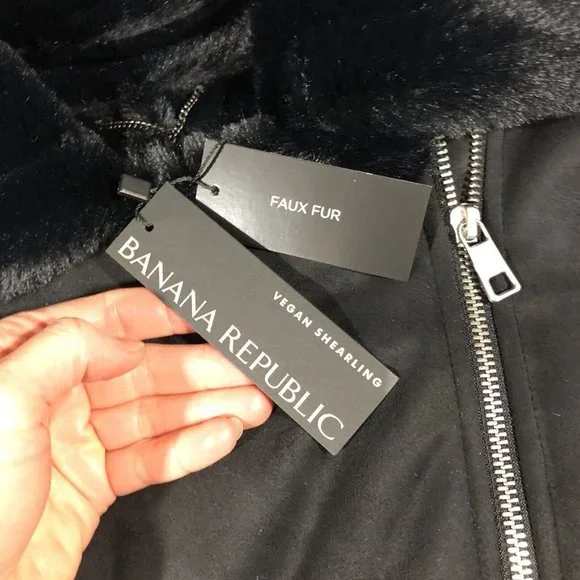 FAUX FUR
VEGAN SHEARLING
BANANA REPUBLIC